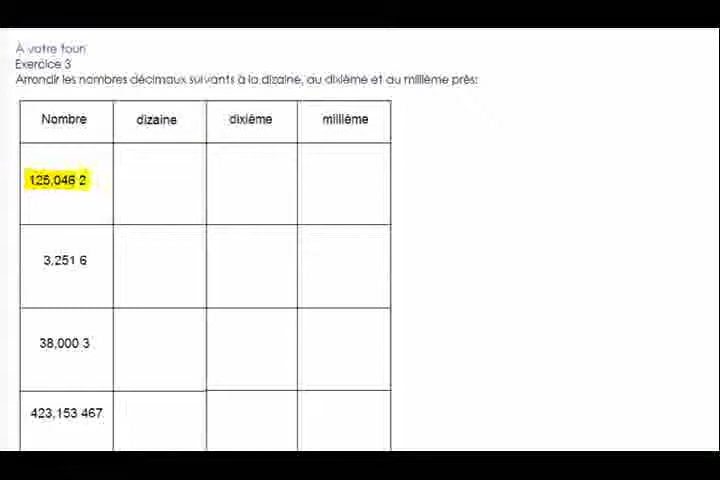 À votre tour!
Exercice 3
Arrondir les nombres décimaux suivants à la dizaine, au dixième et au millième près:
Nombre dizaine dixième millième
125,046 2
3,251 6
38,000 3
423,153 467